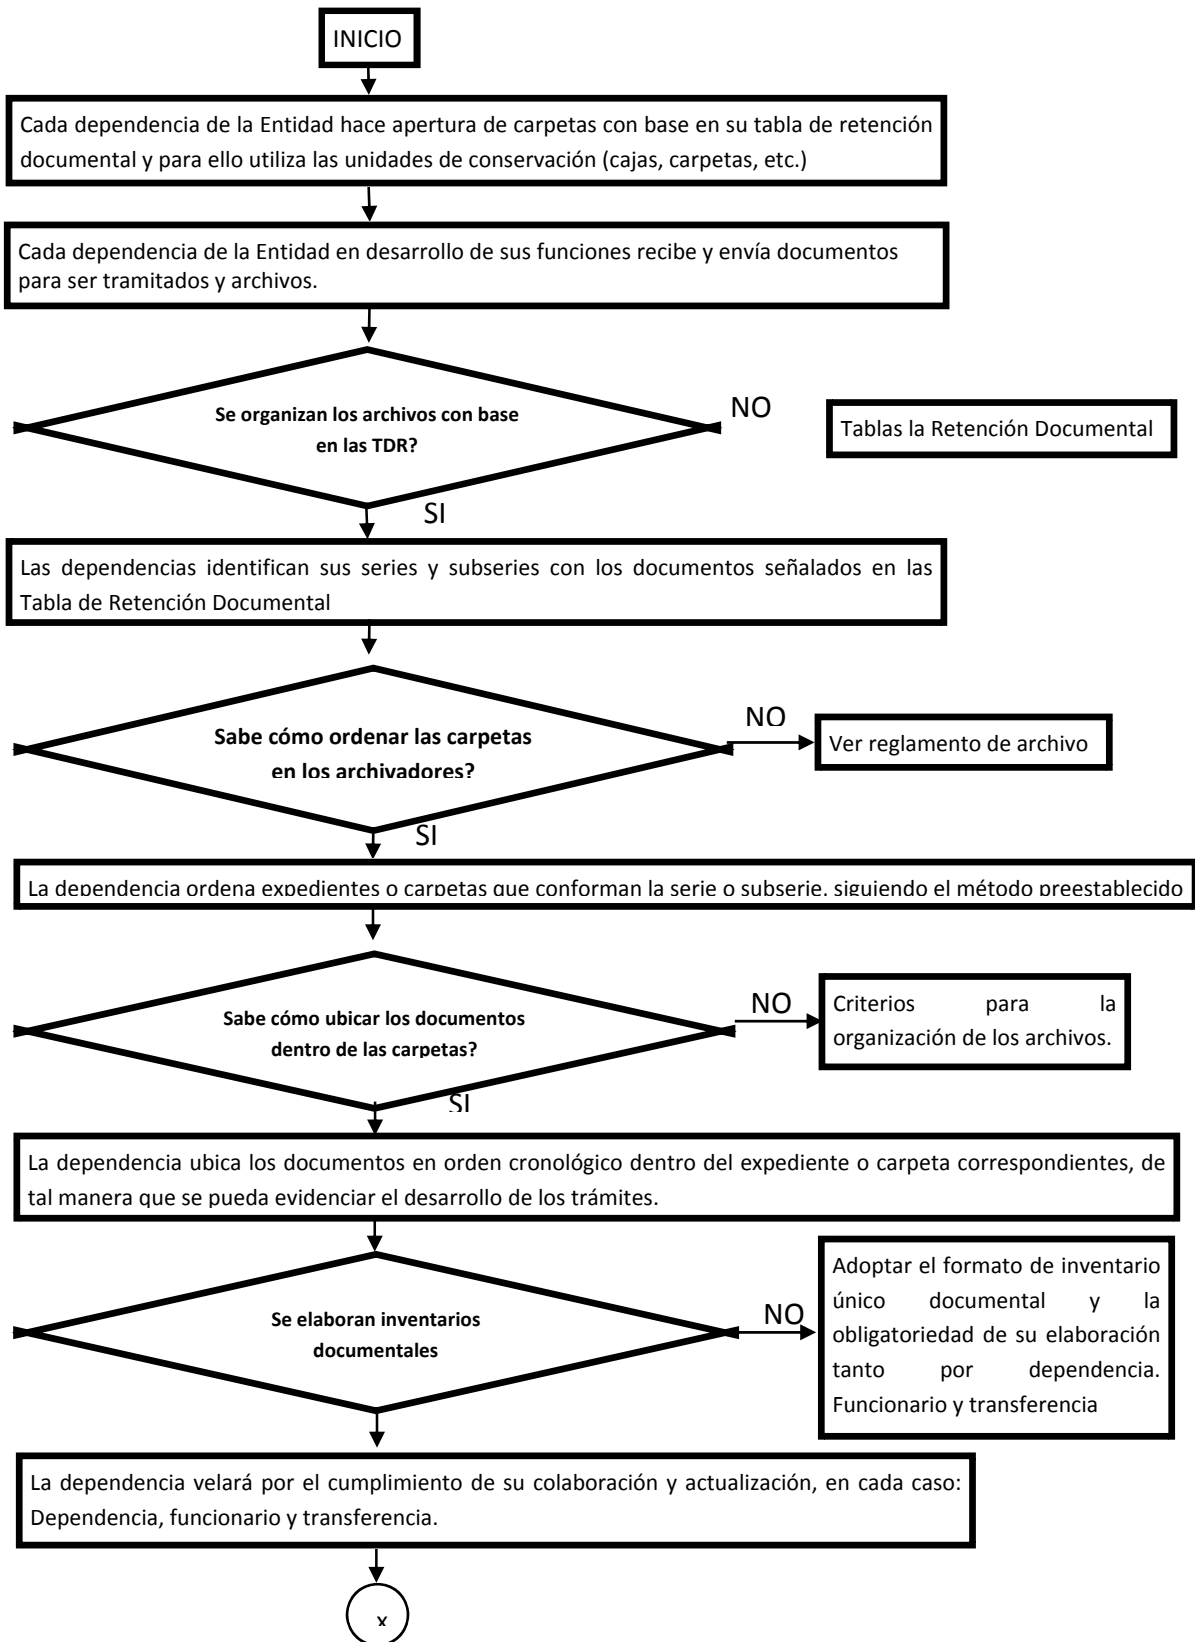 INICIO
Cada dependencia de la Entidad hace apertura de carpetas con base en su tabla de retención
documental y para ello utiliza las unidades de conservación (cajas, carpetas, etc.)
Cada dependencia de la Entidad en desarrollo de sus funciones recibe y envía documentos
para ser tramitados y archivos.
Se organizan los archivos con base
en las TDR?
NO
Tablas la Retención Documental
SI
Las dependencias identifican sus series y subseries con los documentos señalados en las
Tabla de Retención Documental
Sabe cómo ordenar las carpetas
en los archivadores?
NO
Ver reglamento de archivo
SI
La dependencia ordena expedientes o carpetas que conforman la serie o subserie, siguiendo el método preestablecido
Sabe cómo ubicar los documentos
dentro de las carpetas?
NO
Criterios para la
organización de los archivos.
SI
La dependencia ubica los documentos en orden cronológico dentro del expediente o carpeta correspondientes, de
tal manera que se pueda evidenciar el desarrollo de los trámites.
Se elaboran inventarios
documentales
NO
Adoptar el formato de inventario
único documental y la
obligatoriedad de su elaboración
tanto por dependencia.
Funcionario y transferencia
La dependencia velará por el cumplimiento de su colaboración y actualización, en cada caso:
Dependencia, funcionario y transferencia.
x